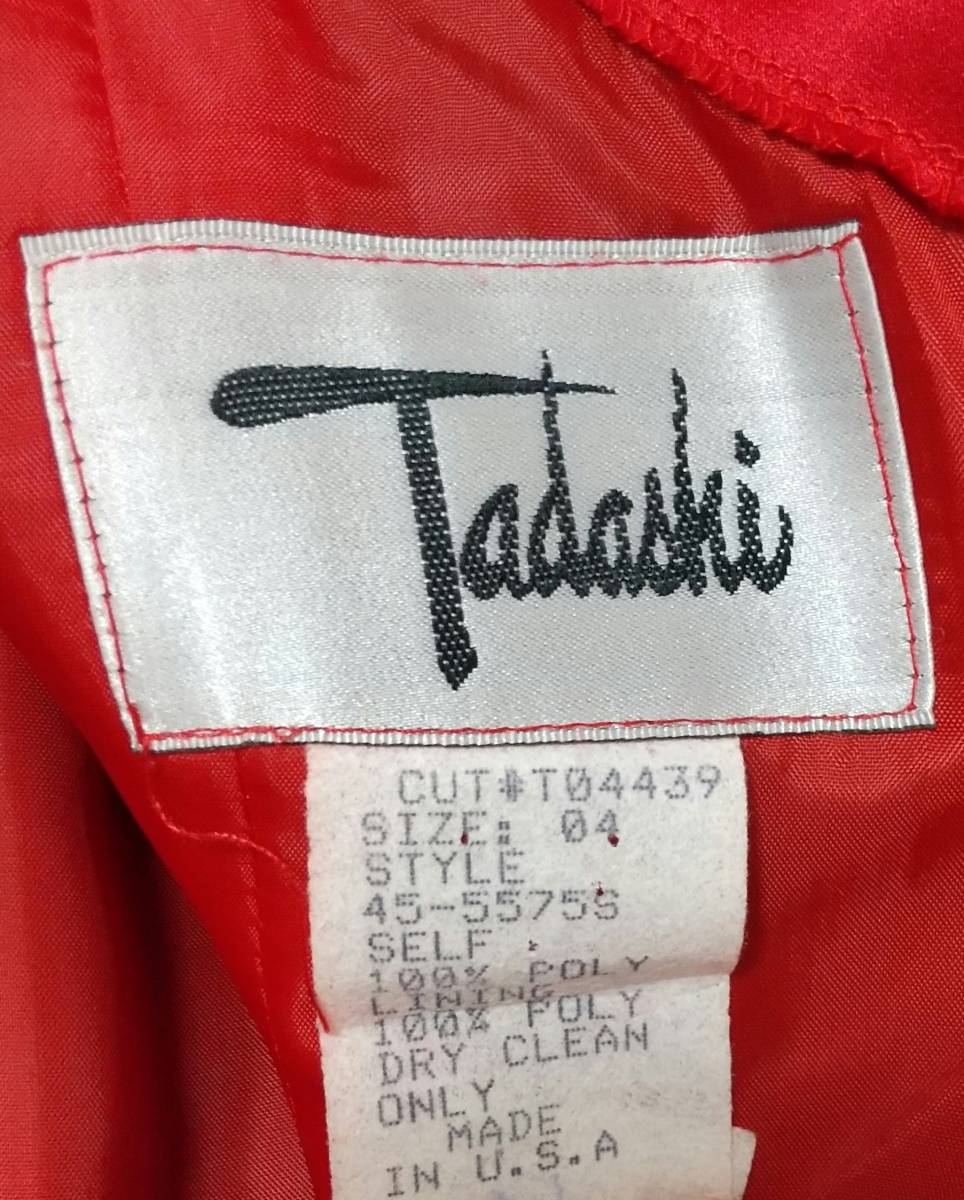 Tadashi
CUT#T04439
SIZE: 04
STYLE
45-5575S
SELF
100% POLY
LINING
100% POLY
DRY CLEAN
ONLY
MADE
IN U.S.A